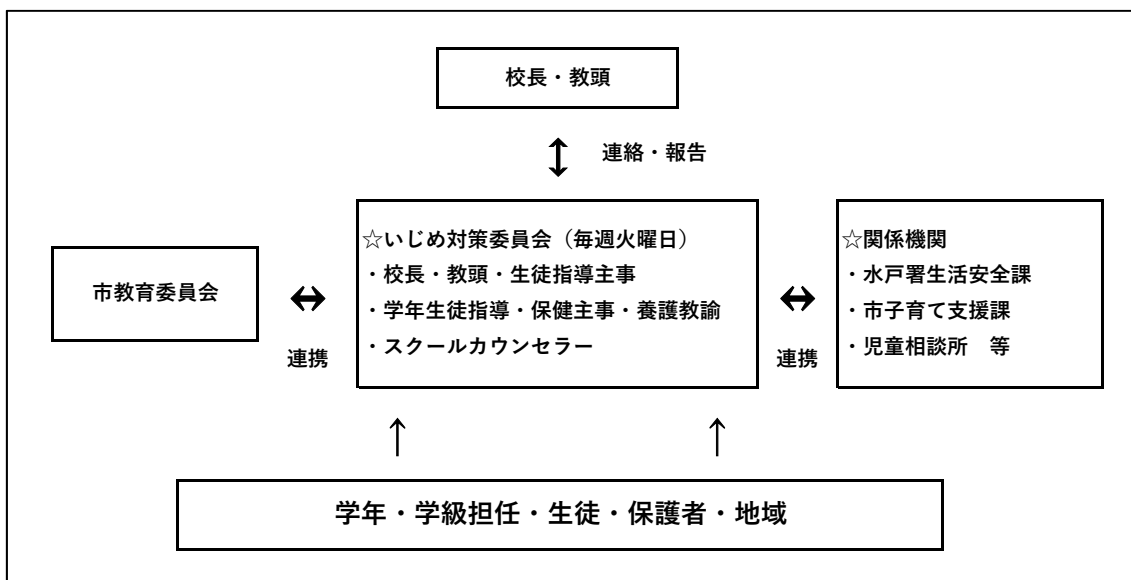 校長・教頭
連絡・報告
☆いじめ対策委員会（毎週火曜日）
・校長・教頭・生徒指導主事
・学年生徒指導・保健主事・養護教諭
・スクールカウンセラー
市教育委員会
連携
☆関係機関
・水戸署生活安全課
・市子育て支援課
・児童相談所　等
連携
学年・学級担任・生徒・保護者・地域